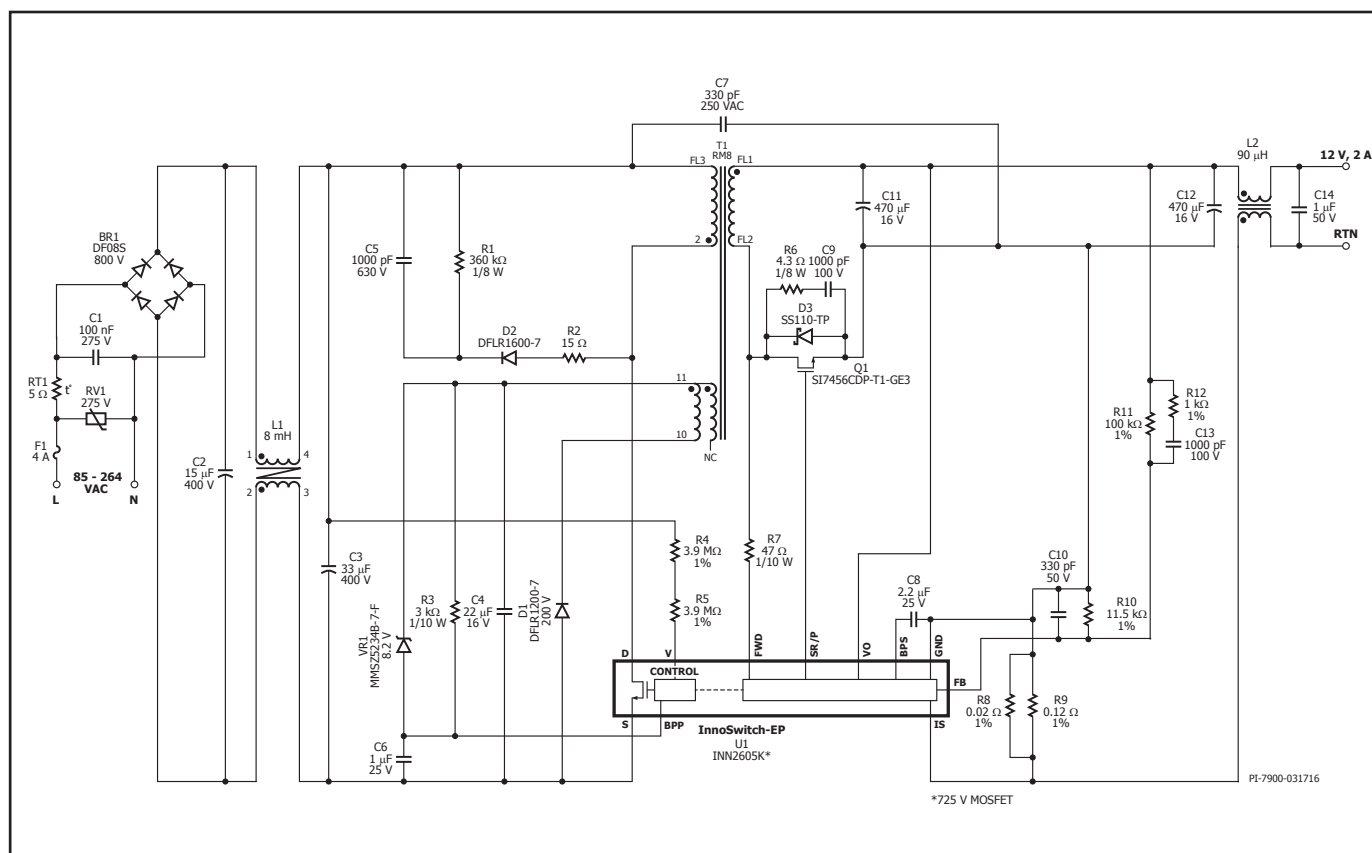 C7
330 pF
250 VAC
T1
RM8
FL3
FL1
2
FL2
L2
90 µH
12 V, 2 A
C12
470 µF
16 V
C14
1 µF
50 V
RTN
C11
470 µF
16 V
BR1
DF08S
800 V
C5
1000 pF
630 V
R1
360 kΩ
1/8 W
R6
4.3 Ω
1/8 W
C9
1000 pF
100 V
D3
SS110-TP
C1
100 nF
275 V
D2
DFLR1600-7
R2
15 Ω
Q1
SI7456CDP-T1-GE3
RT1
5 Ω
t°
RV1
275 V
11
10
NC
R12
1 kΩ
1%
R11
100 kΩ
1%
C13
1000 pF
100 V
F1
4 A
85 - 264
VAC
L
N
L1
8 mH
1
4
2
3
C2
15 µF
400 V
C3
33 µF
400 V
R4
3.9 MΩ
1%
R5
3.9 MΩ
1%
R7
47 Ω
1/10 W
C10
330 pF
50 V
R10
11.5 kΩ
1%
C8
2.2 µF
25 V
VR1
MMSZ5234B-7-F
8.2 V
R3
3 kΩ
1/10 W
C4
22 µF
16 V
D1
DFLR1200-7
200 V
D
V
FWD
SR/P
VO
BPS
GND
CONTROL
FB
S
BPP
IS
InnoSwitch-EP
U1
INN2605K*
R8
0.02 Ω
1%
R9
0.12 Ω
1%
C6
1 µF
25 V
*725 V MOSFET
PI-7900-031716